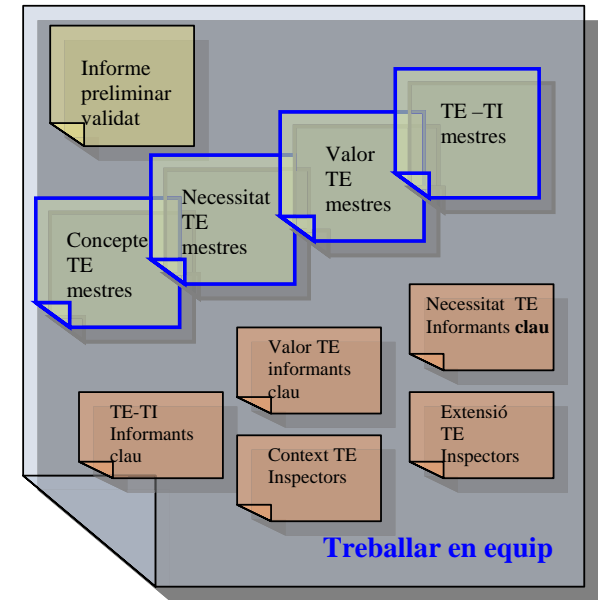 Informe
preliminar
validat
TE –TI
mestres
Valor
TE
mestres
Necessitat
TE
mestres
Concepte
TE
mestres
Necessitat TE
Informants clau
Valor TE
informants
clau
TE-TI
Informants
clau
Extensió
TE
Inspectors
Context TE
Inspectors
Treballar en equip